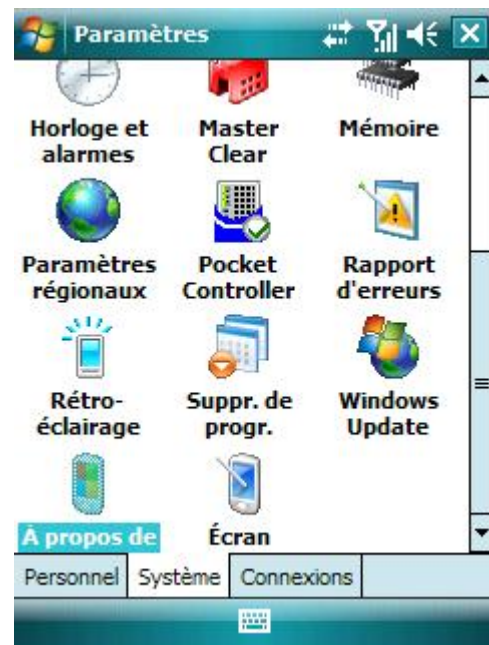 Paramètres
Horloge et alarmes
Master Clear
Mémoire
Paramètres régionaux
Pocket Controller
Rapport d'erreurs
Rétro-éclairage
Suppr. de progr.
Windows Update
À propos de
Écran
Personnel Système Connexions